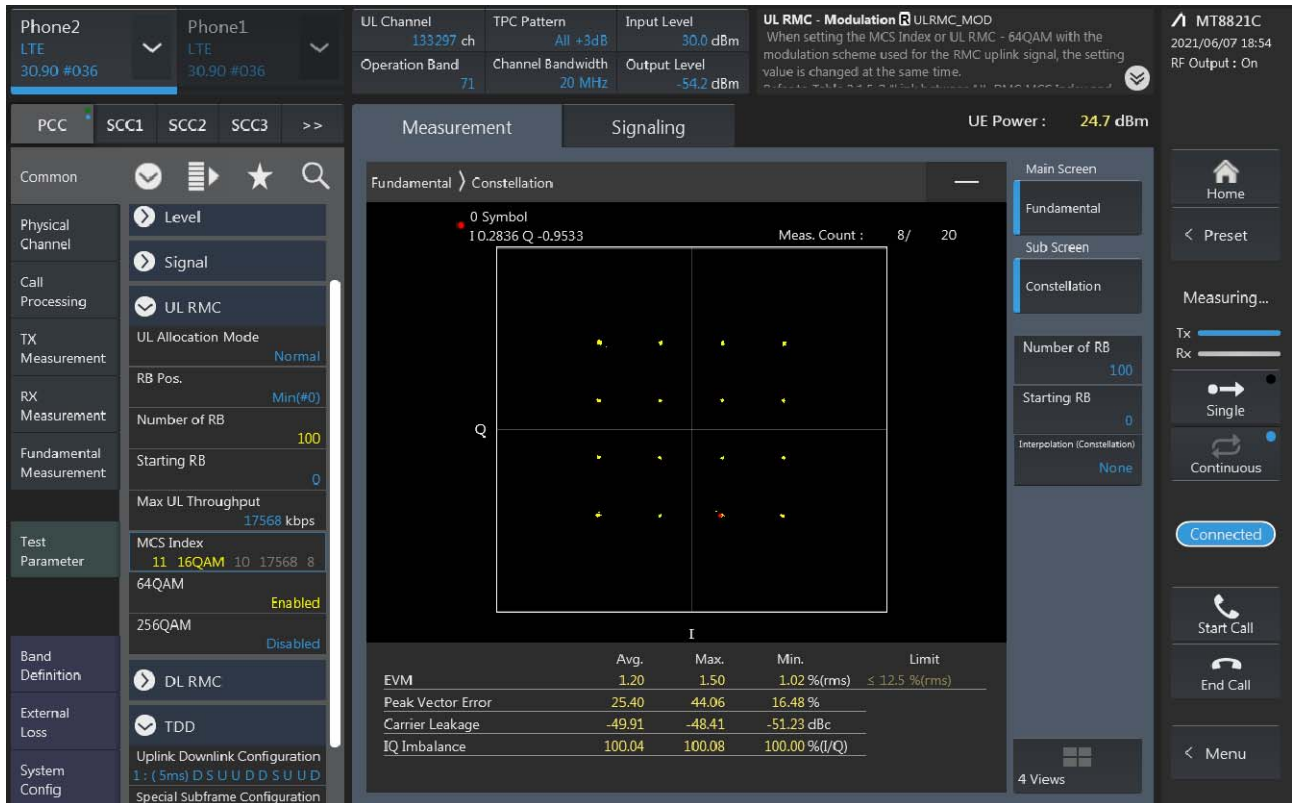 Phone2
LTE
30.90 #036
Phone1
LTE
30.90 #036
UL Channel
133297 ch
TPC Pattern
All +3dB
Input Level
30.0 dBm
Operation Band
71
Channel Bandwidth
20 MHz
Output Level
-54.2 dBm
UL RMC - Modulation R ULRMC_MOD
When setting the MCS Index or UL RMC - 64QAM with the
modulation scheme used for the RMC uplink signal, the setting
value is changed at the same time.
MT8821C
2021/06/07 18:54
RF Output : On
PCC SCC1 SCC2 SCC3 >>
Measurement
Signaling
UE Power : 24.7 dBm
Common
Physical
Channel
Call
Processing
TX
Measurement
RX
Measurement
Fundamental
Measurement
Test
Parameter
Band
Definition
External
Loss
System
Config
Level
Signal
UL RMC
UL Allocation Mode
Normal
RB Pos.
Min(#0)
Number of RB
100
Starting RB
0
Max UL Throughput
17568 kbps
MCS Index
11 16QAM 10 17568 8
64QAM
Enabled
256QAM
Disabled
DL RMC
TDD
Uplink Downlink Configuration
1 : ( 5ms) D S U U D D S U U D
Special Subframe Configuration
Fundamental 〉 Constellation
0 Symbol
I 0.2836 Q -0.9533
Meas. Count : 8/ 20
Q
I
Avg. Max. Min. Limit
EVM 1.20 1.50 1.02 %(rms) ≤ 12.5 %(rms)
Peak Vector Error 25.40 44.06 16.48 %
Carrier Leakage -49.91 -48.41 -51.23 dBc
IQ Imbalance 100.04 100.08 100.00 %(I/Q)
Main Screen
Fundamental
Sub Screen
Constellation
Number of RB
100
Starting RB
0
Interpolation (Constellation)
None
4 Views
Home
< Preset
Measuring...
Tx
Rx
Single
Continuous
Connected
Start Call
End Call
< Menu